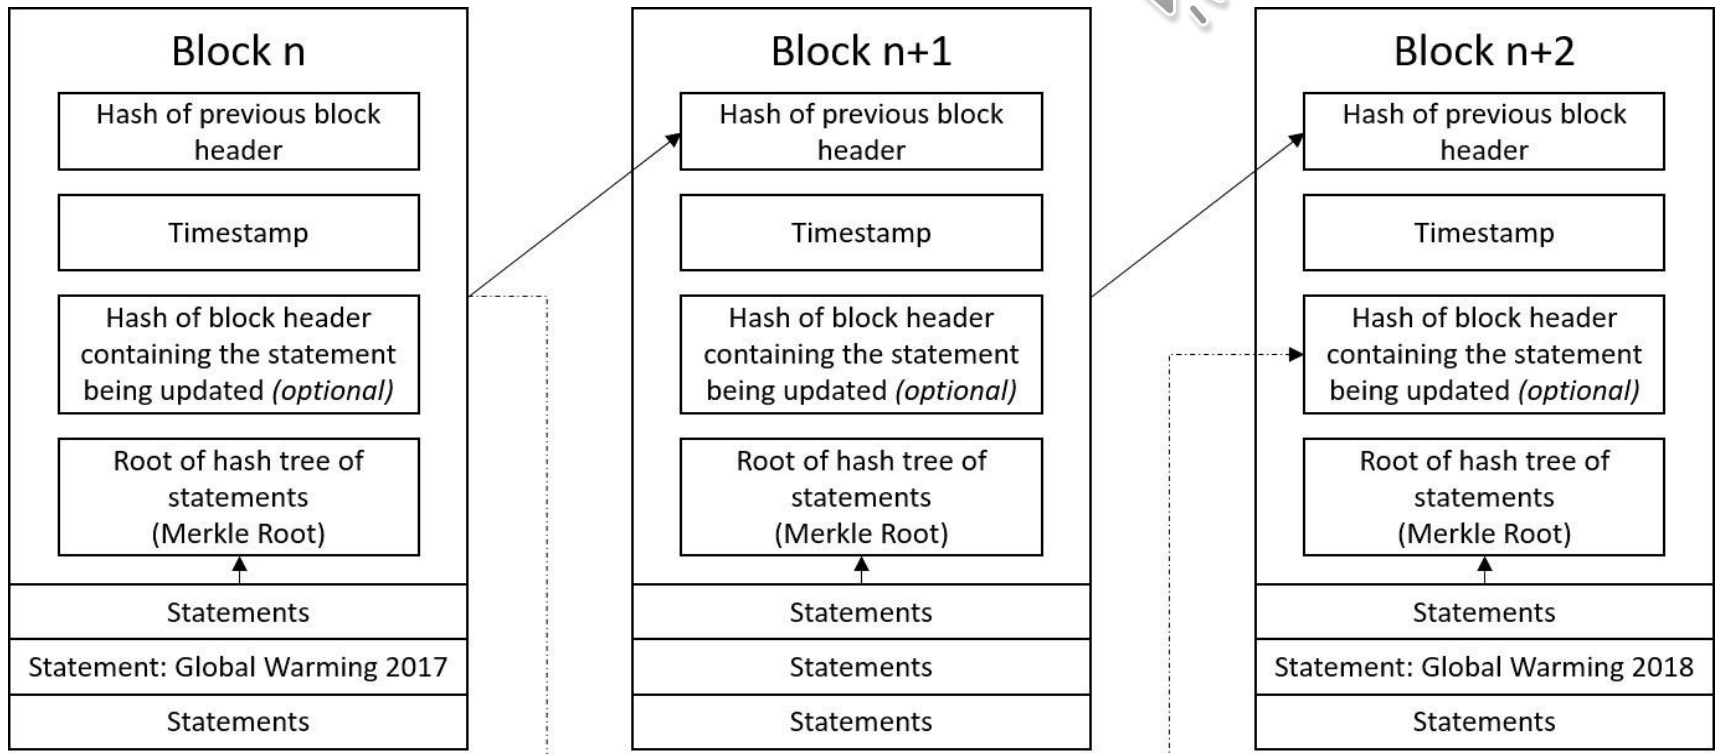 Block n
Hash of previous block
header
Timestamp
Hash of block header
containing the statement
being updated (optional)
Root of hash tree of
statements
(Merkle Root)
Statements
Statement: Global Warming 2017
Statements
Block n+1
Hash of previous block
header
Timestamp
Hash of block header
containing the statement
being updated (optional)
Root of hash tree of
statements
(Merkle Root)
Statements
Statements
Statements
Block n+2
Hash of previous block
header
Timestamp
Hash of block header
containing the statement
being updated (optional)
Root of hash tree of
statements
(Merkle Root)
Statements
Statement: Global Warming 2018
Statements